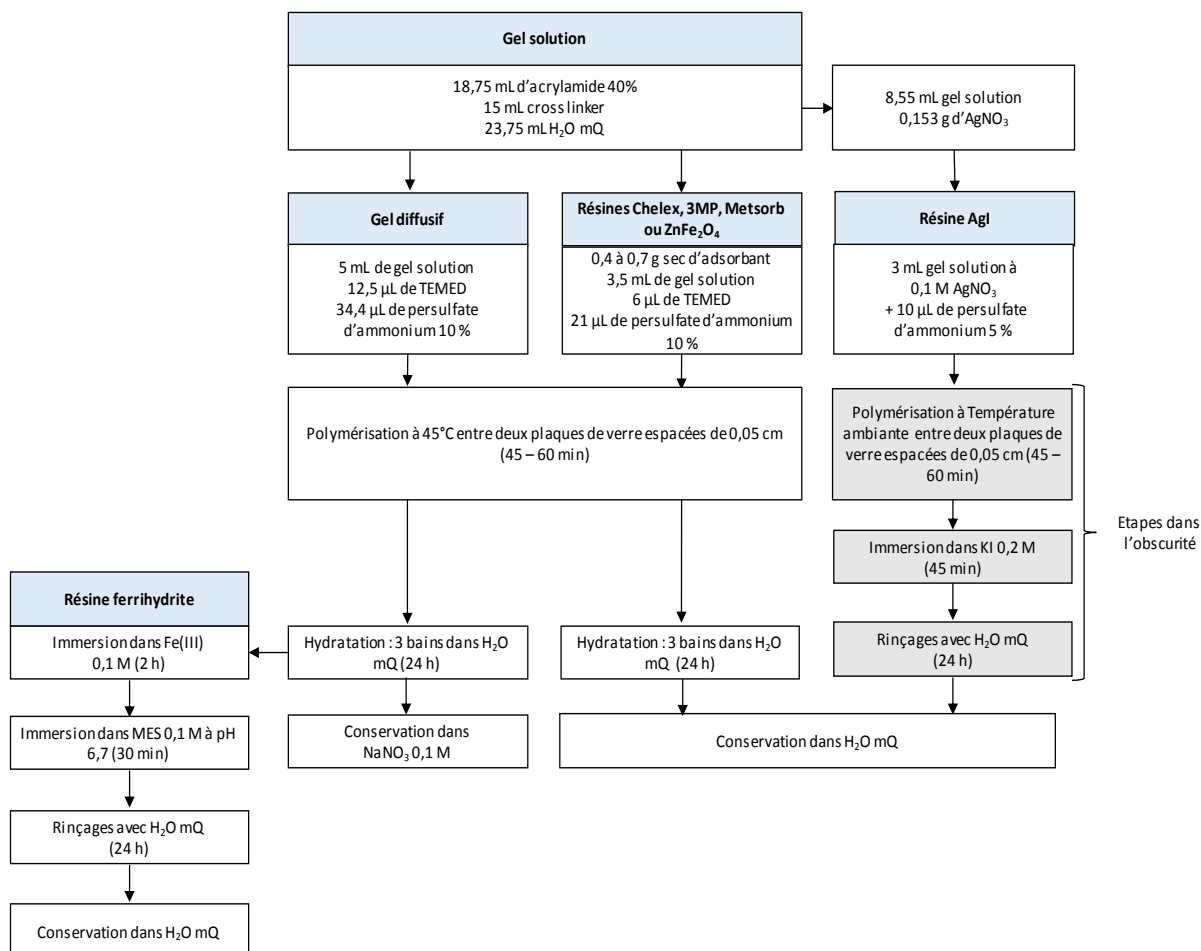 Gel solution
18,75 mL d'acrylamide 40%
15 mL cross linker
23,75 mL H₂O mQ
8,55 mL gel solution
0,153 g d'AgNO₃
Gel diffusif
5 mL de gel solution
12,5 µL de TEMED
34,4 µL de persulfate
d'ammonium 10 %
Résines Chelex, 3MP, Metsorb
ou ZnFe₂O₄
0,4 à 0,7 g sec d'adsorbant
3,5 mL de gel solution
6 µL de TEMED
21 µL de persulfate d'ammonium
10 %
Résine AgI
3 mL gel solution à
0,1 M AgNO₃
+ 10 µL de persulfate
d'ammonium 5 %
Polymérisation à 45°C entre deux plaques de verre espacées de 0,05 cm
(45 – 60 min)
Polymérisation à Température
ambiante entre deux plaques de
verre espacées de 0,05 cm (45 –
60 min)
Immersion dans KI 0,2 M
(45 min)
Rinçages avec H₂O mQ
(24 h)
Etapes dans
l'obscurité
Résine ferrihydrite
Immersion dans Fe(III)
0,1 M (2 h)
Hydratation : 3 bains dans H₂O
mQ (24 h)
Hydratation : 3 bains dans H₂O
mQ (24 h)
Immersion dans MES 0,1 M à pH
6,7 (30 min)
Conservation dans
NaNO₃ 0,1 M
Conservation dans H₂O mQ
Rinçages avec H₂O mQ
(24 h)
Conservation dans H₂O mQ